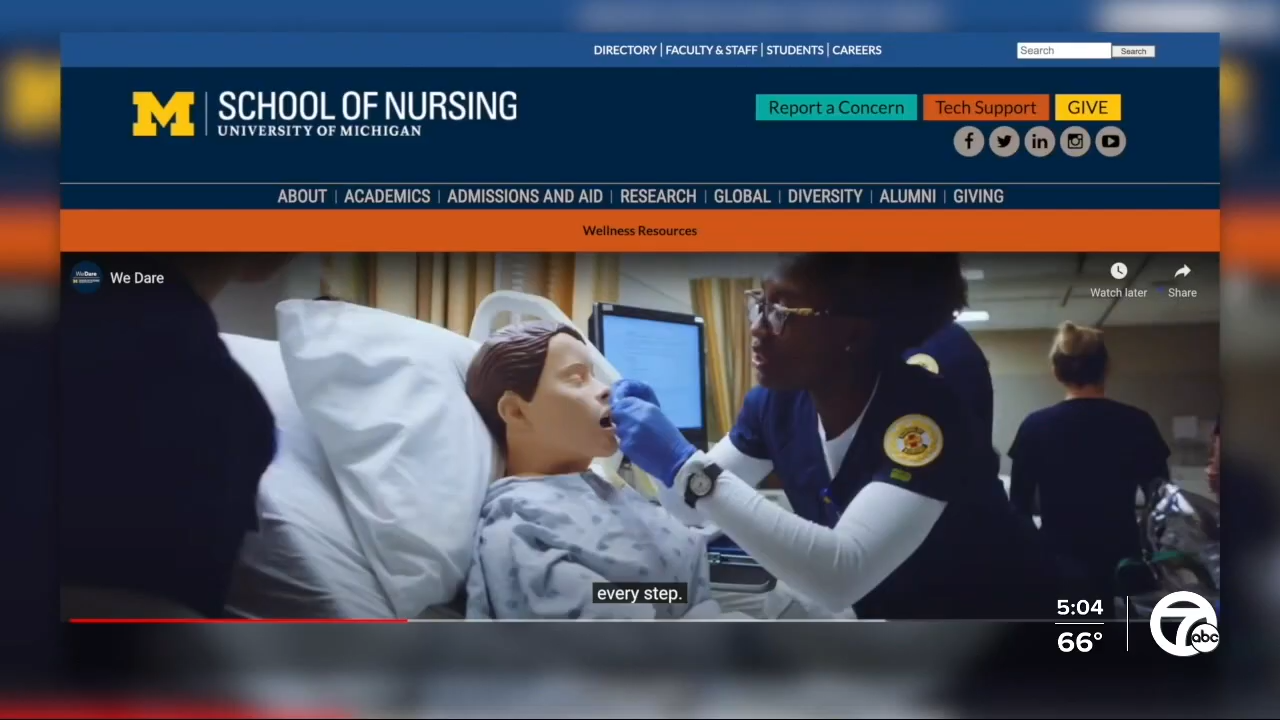 DIRECTORY | FACULTY & STAFF | STUDENTS | CAREERS
Search
Search
M | SCHOOL OF NURSING
UNIVERSITY OF MICHIGAN
Report a Concern
Tech Support
GIVE
ABOUT | ACADEMICS | ADMISSIONS AND AID | RESEARCH | GLOBAL | DIVERSITY | ALUMNI | GIVING
Wellness Resources
We Dare
We Dare
Watch later
Share
every step.
5:04
66°
7 abc